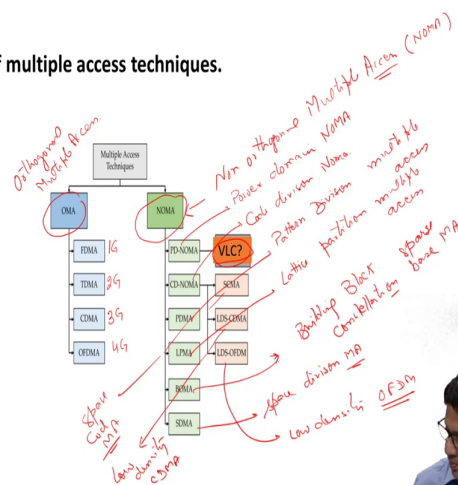 f multiple access techniques.
Orthogonal
Multiple Access.
Non orthogonal Multiple Access (NOMA)
Multiple Access
Techniques
OMA
NOMA
FDMA 1G
TDMA 2G
CDMA 3G
OFDMA 4G
PD-NOMA
VLC?
CD-NOMA
SCMA
PDMA
LDS-CDMA
LPMA
LDS-OFDM
BOMA
SDMA
Power domain NOMA
Code division Noma.
Pattern Division multiple
access
Lattice partition multiple
access
Building Block sparse
Constellation base MA
space division MA
Low density OFDM
sparse
Code
MA
Low
density
CDMA